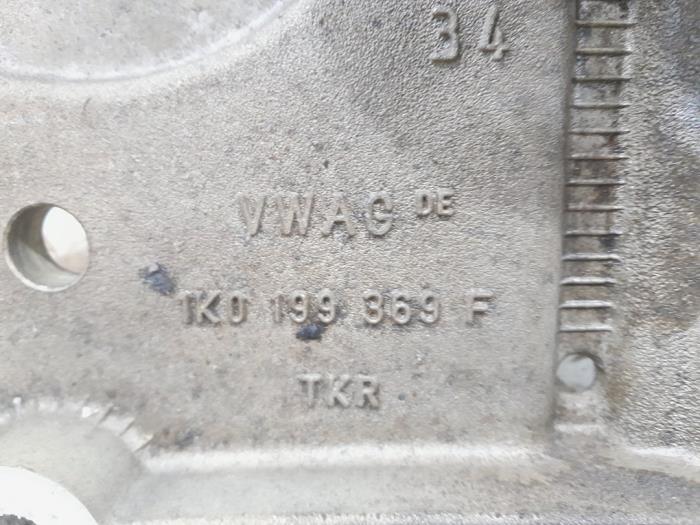 34
VWAG DE
1K0 199 369 F
TKR